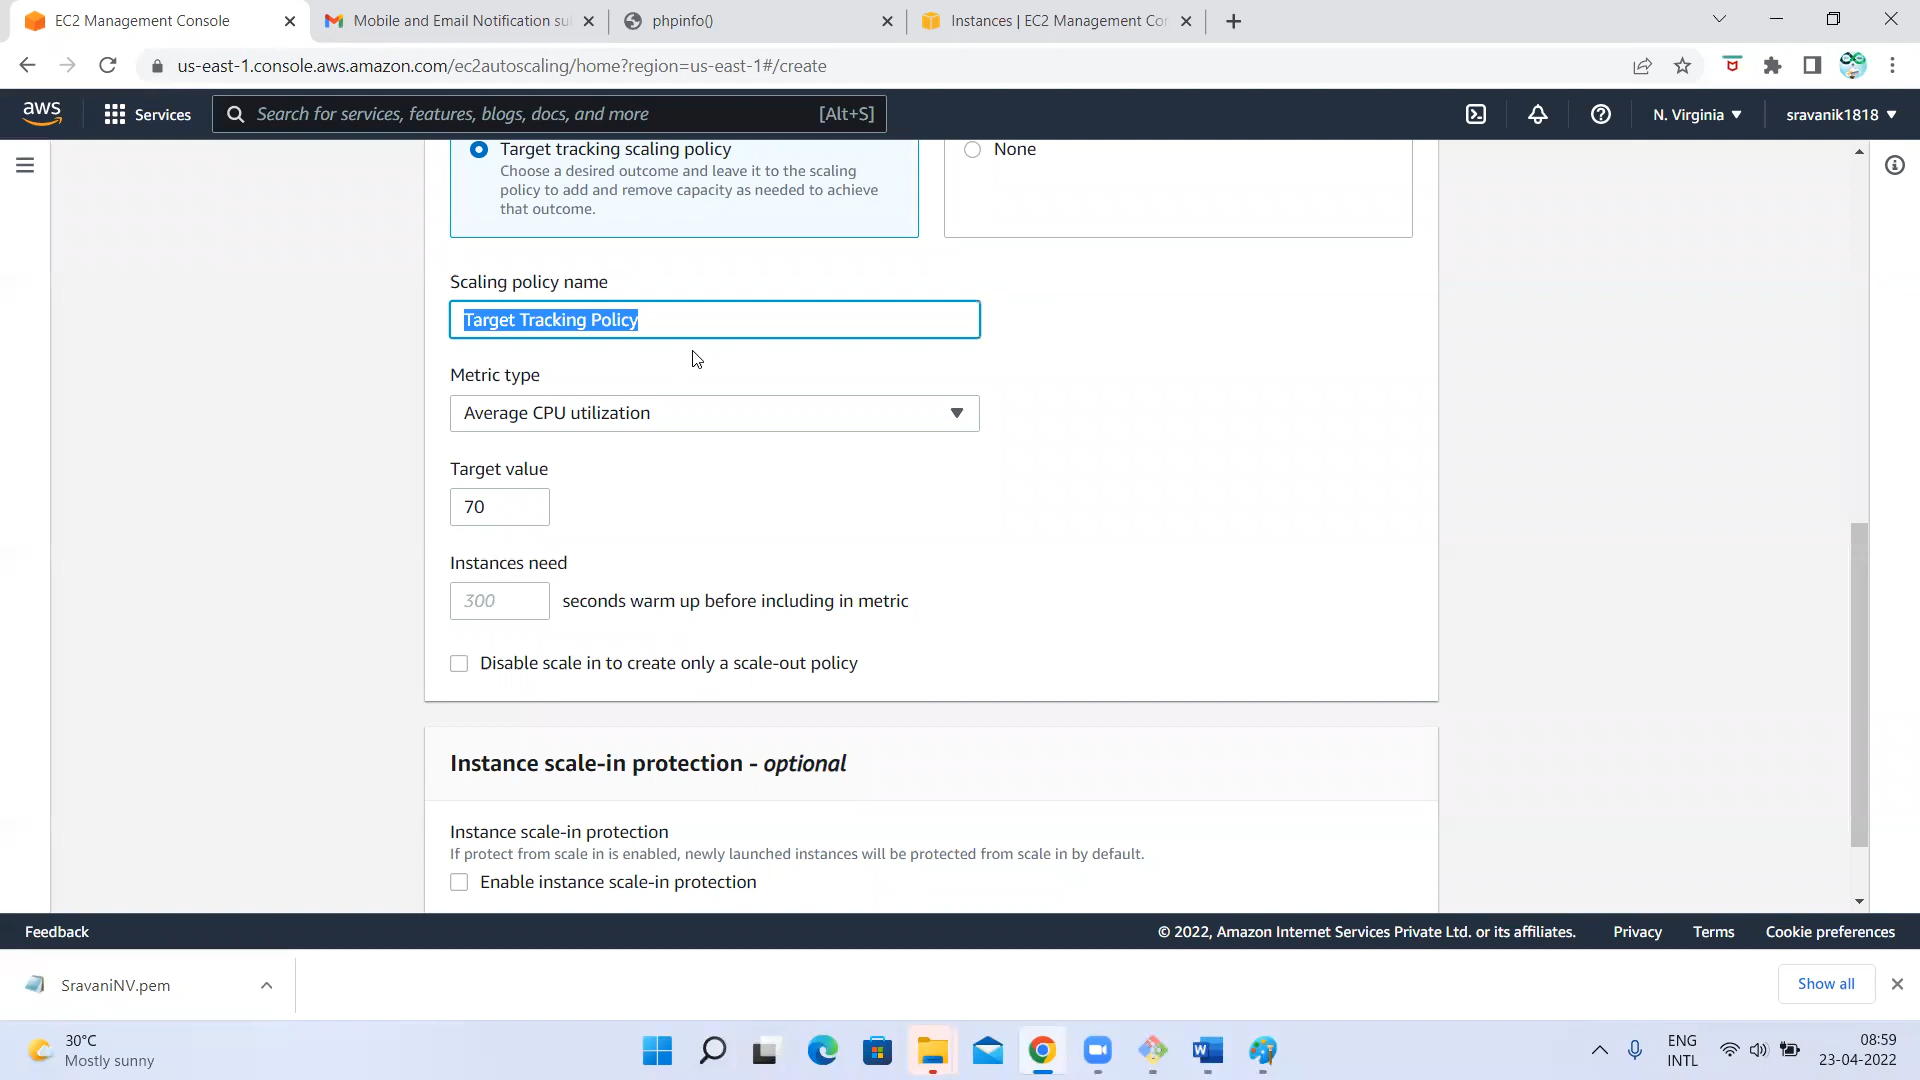 EC2 Management Console
Mobile and Email Notification su
phpinfo()
Instances | EC2 Management Con
us-east-1.console.aws.amazon.com/ec2autoscaling/home?region=us-east-1#/create
aws
Services
Search for services, features, blogs, docs, and more
[Alt+S]
N. Virginia
sravanik1818
Target tracking scaling policy
Choose a desired outcome and leave it to the scaling
policy to add and remove capacity as needed to achieve
that outcome.
None
Scaling policy name
Target Tracking Policy
Metric type
Average CPU utilization
Target value
70
Instances need
300
seconds warm up before including in metric
Disable scale in to create only a scale-out policy
Instance scale-in protection - optional
Instance scale-in protection
If protect from scale in is enabled, newly launched instances will be protected from scale in by default.
Enable instance scale-in protection
Feedback
© 2022, Amazon Internet Services Private Ltd. or its affiliates.
Privacy
Terms
Cookie preferences
SravaniNV.pem
Show all
30°C
Mostly sunny
ENG
INTL
08:59
23-04-2022